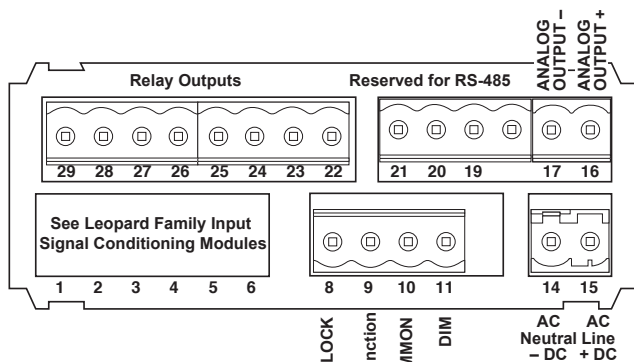 ANALOG
OUTPUT –
ANALOG
OUTPUT +
Relay Outputs
Reserved for RS-485
29 28 27 26 25 24 23 22
21 20 19 17 16
See Leopard Family Input
Signal Conditioning Modules
1 2 3 4 5 6
8 9 10 11
14 15
LOCK
nction
MMON
DIM
AC AC
Neutral Line
– DC + DC